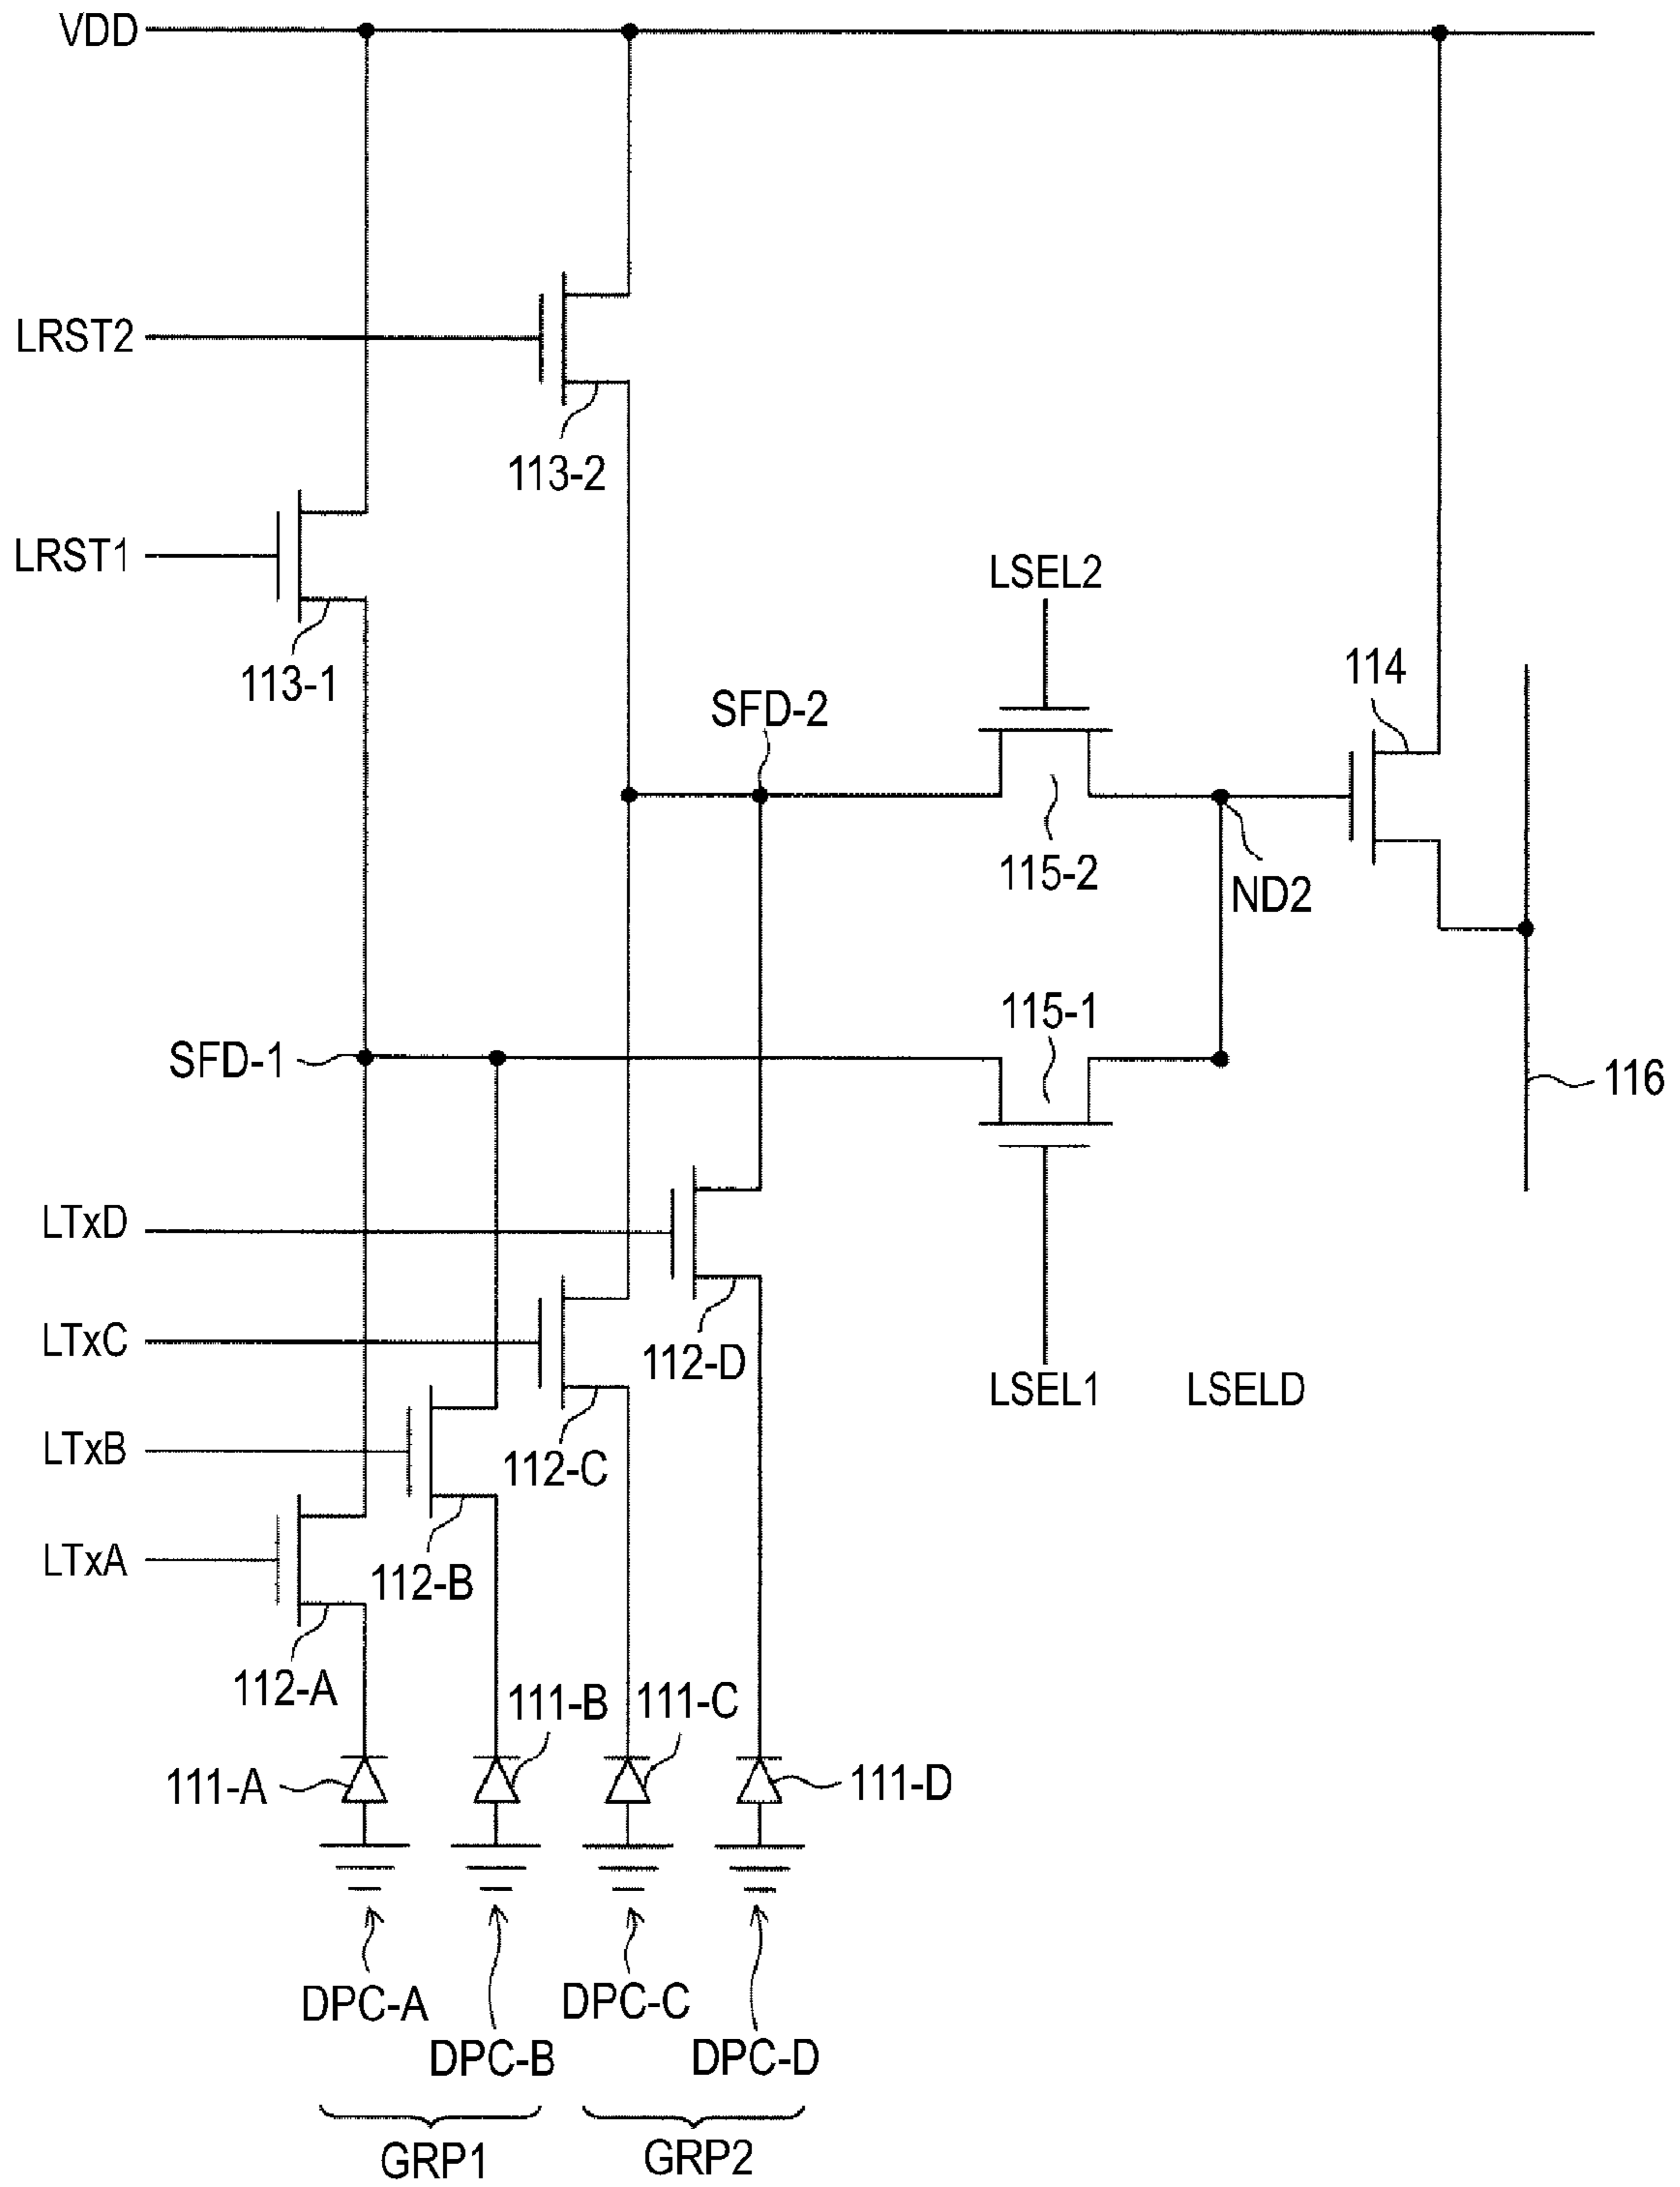 VDD
LRST2
113-2
LRST1
LSEL2
113-1
114
SFD-2
115-2
ND2
115-1
SFD-1
116
LTxD
LTxC
112-D
LSEL1
LSELD
LTxB
112-C
LTxA
112-B
112-A
111-B
111-C
111-A
111-D
DPC-A
DPC-C
DPC-B
DPC-D
GRP1
GRP2